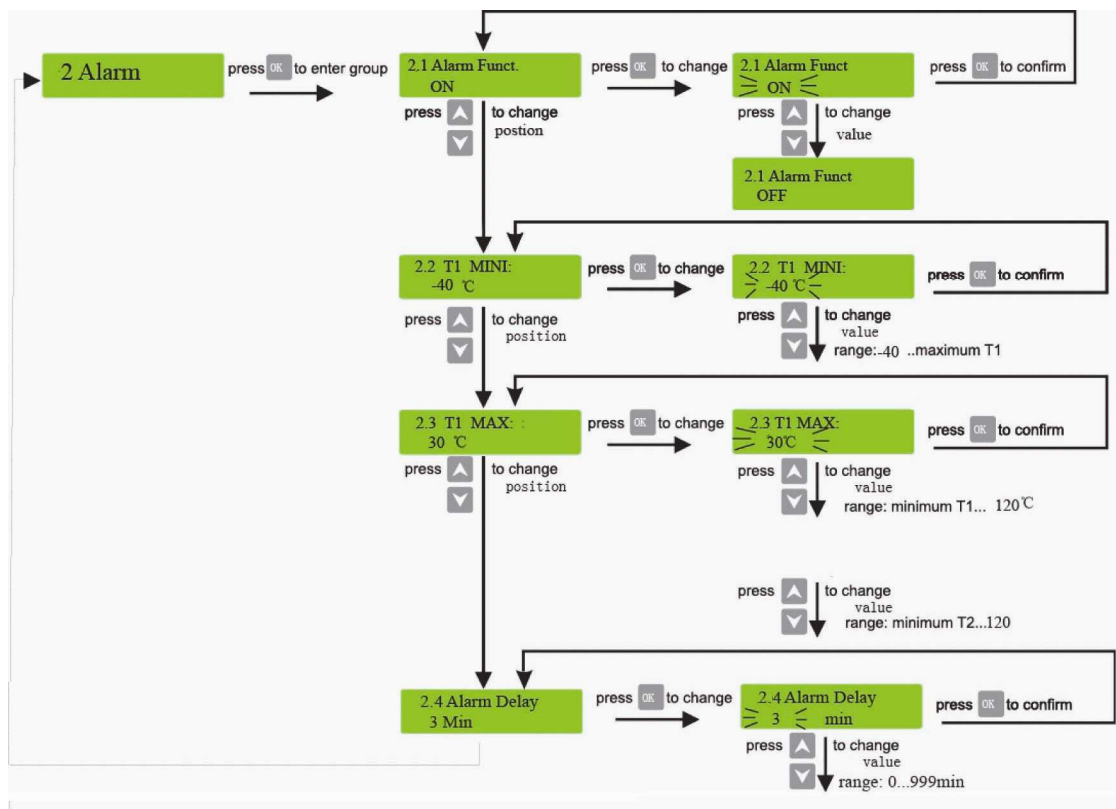 2 Alarm
press OK to enter group
2.1 Alarm Funct.
ON
press OK to change
2.1 Alarm Funct
ON
press OK to confirm
press to change
postion
press to change
value
2.1 Alarm Funct
OFF
2.2 T1 MINI:
-40 ℃
press OK to change
2.2 T1 MINI:
-40 ℃
press OK to confirm
press to change
position
press to change
value
range:-40 ..maximum T1
2.3 T1 MAX: :
30 ℃
press OK to change
2.3 T1 MAX:
30℃
press OK to confirm
press to change
position
press to change
value
range: minimum T1... 120℃
press to change
value
range: minimum T2...120
2.4 Alarm Delay
3 Min
press OK to change
2.4 Alarm Delay
3 min
press OK to confirm
press to change
value
range: 0...999min